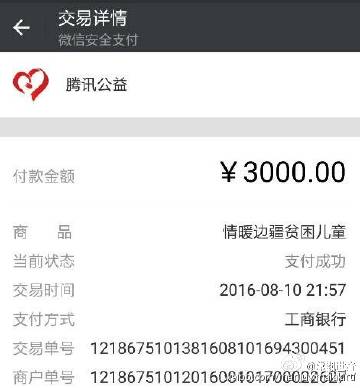 交易详情
微信安全支付
腾讯公益
付款金额 ￥3000.00
商品 情暖边疆贫困儿童
当前状态 支付成功
交易时间 2016-08-10 21:57
支付方式 工商银行
交易单号 1218675101381608101694300451
商户单号